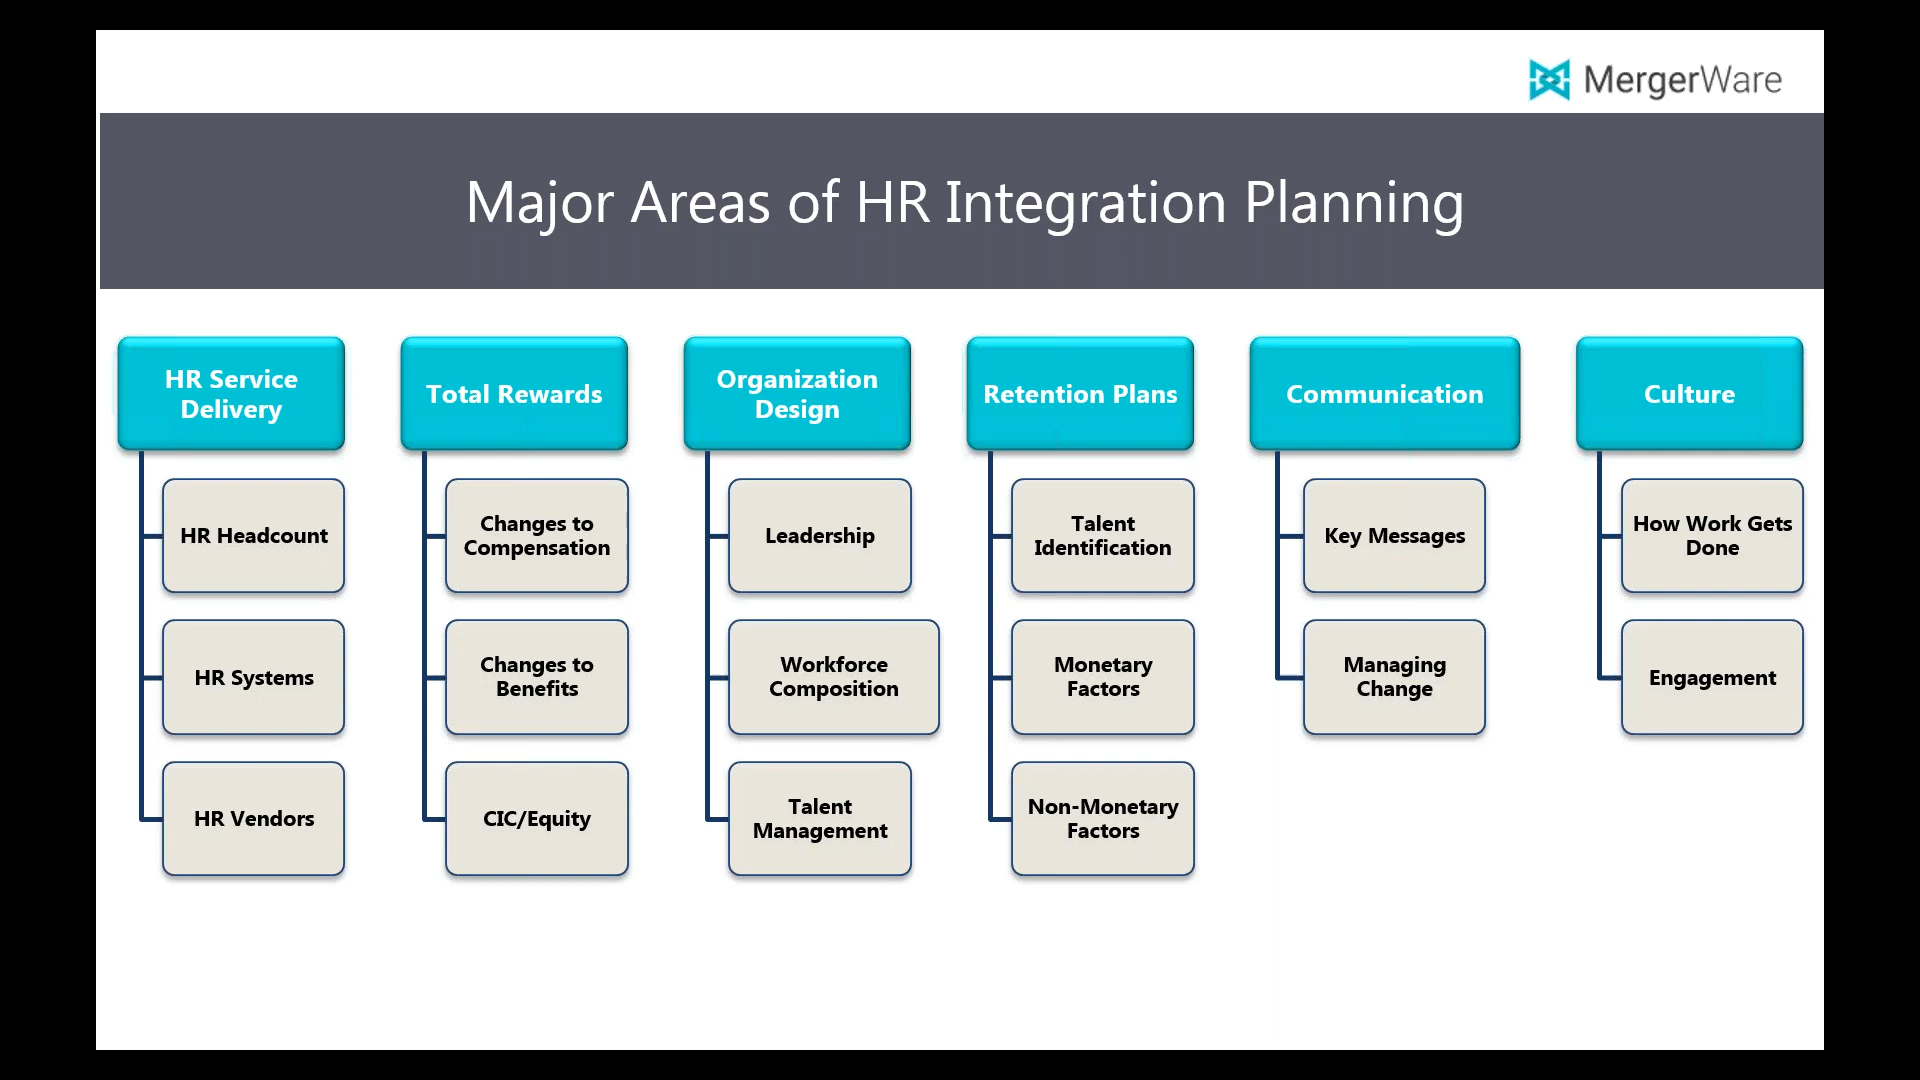 MergerWare
Major Areas of HR Integration Planning
HR Service
Delivery
HR Headcount
HR Systems
HR Vendors
Total Rewards
Changes to
Compensation
Changes to
Benefits
CIC/Equity
Organization
Design
Leadership
Workforce
Composition
Talent
Management
Retention Plans
Talent
Identification
Monetary
Factors
Non-Monetary
Factors
Communication
Key Messages
Managing
Change
Culture
How Work Gets
Done
Engagement